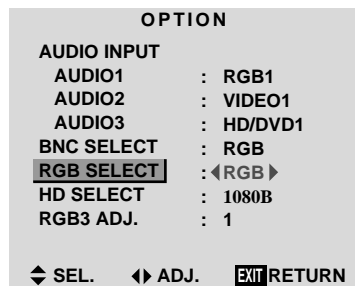 OPTION
AUDIO INPUT
AUDIO1 : RGB1
AUDIO2 : VIDEO1
AUDIO3 : HD/DVD1
BNC SELECT : RGB
RGB SELECT : RGB
HD SELECT : 1080B
RGB3 ADJ. : 1
SEL. ADJ. EXIT RETURN